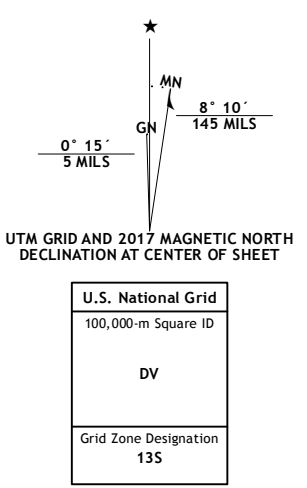 MN
GN
8° 10´
145 MILS
0° 15´
5 MILS
UTM GRID AND 2017 MAGNETIC NORTH
DECLINATION AT CENTER OF SHEET
U.S. National Grid
100,000-m Square ID
DV
Grid Zone Designation
13S